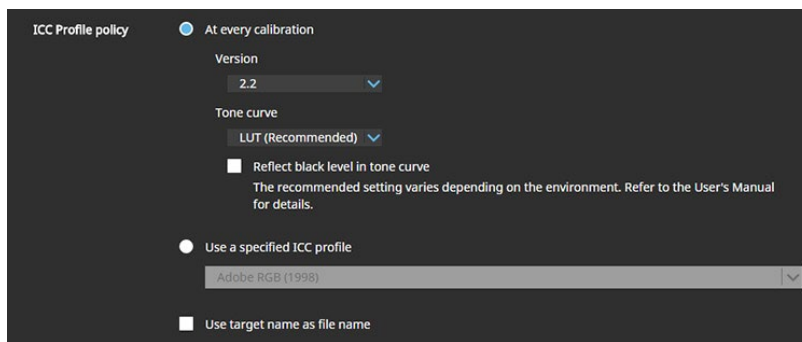 ICC Profile policy
At every calibration
Version
2.2
Tone curve
LUT (Recommended)
Reflect black level in tone curve
The recommended setting varies depending on the environment. Refer to the User's Manual
for details.
Use a specified ICC profile
Adobe RGB (1998)
Use target name as file name